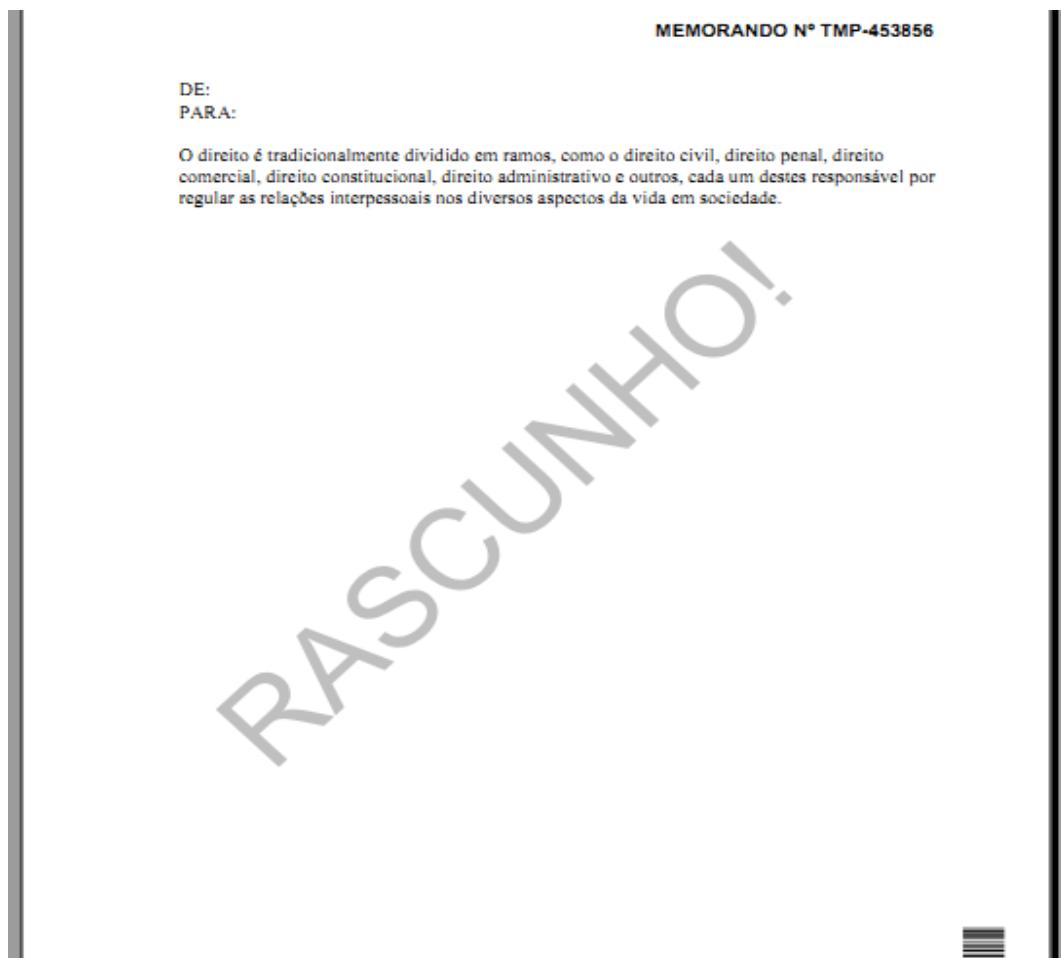 MEMORANDO Nº TMP-453856
DE:
PARA:
O direito é tradicionalmente dividido em ramos, como o direito civil, direito penal, direito
comercial, direito constitucional, direito administrativo e outros, cada um destes responsável por
regular as relações interpessoais nos diversos aspectos da vida em sociedade.
RASCUNHO!